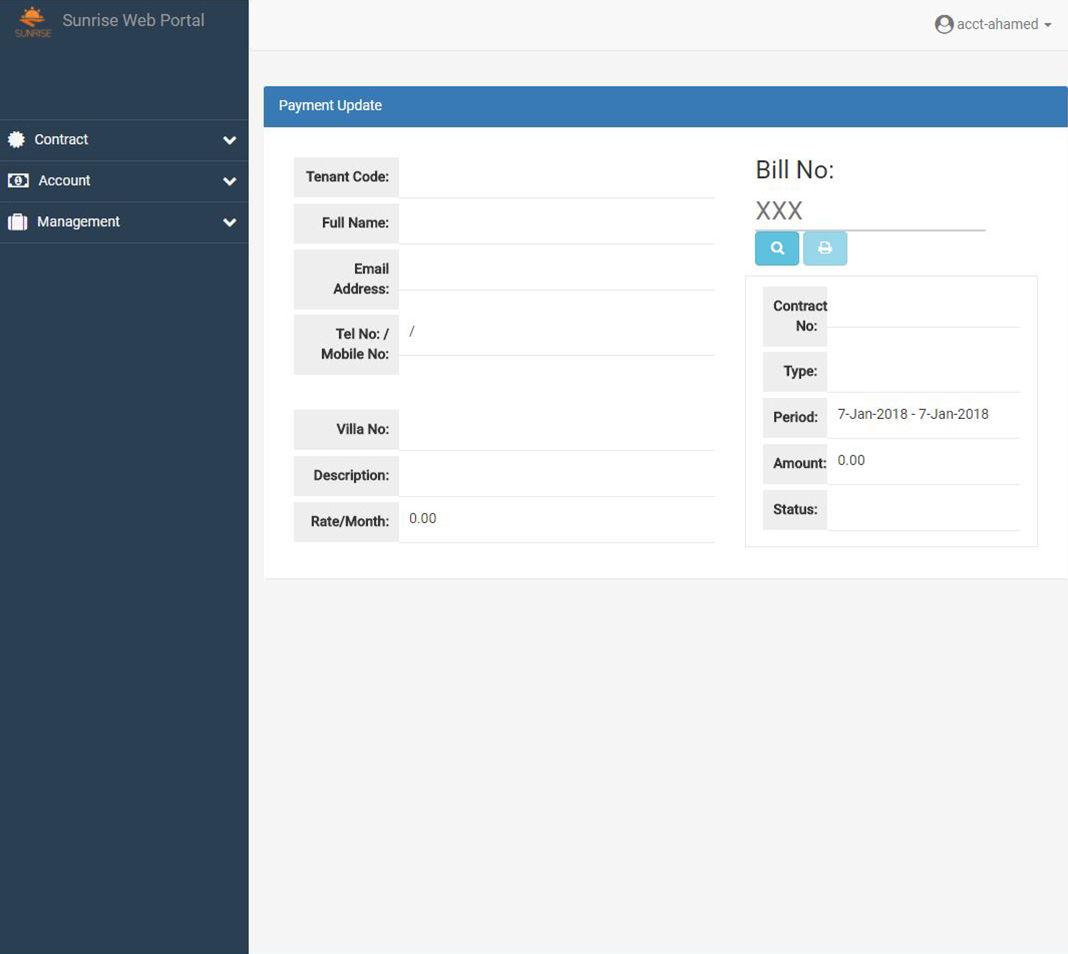 SUNRISE
Sunrise Web Portal
acct-ahamed
Contract
Account
Management
Payment Update
Tenant Code:
Full Name:
Email
Address:
Tel No: /
Mobile No:
/
Villa No:
Description:
Rate/Month:
0.00
Bill No:
XXX
Contract
No:
Type:
Period:
7-Jan-2018 - 7-Jan-2018
Amount:
0.00
Status: